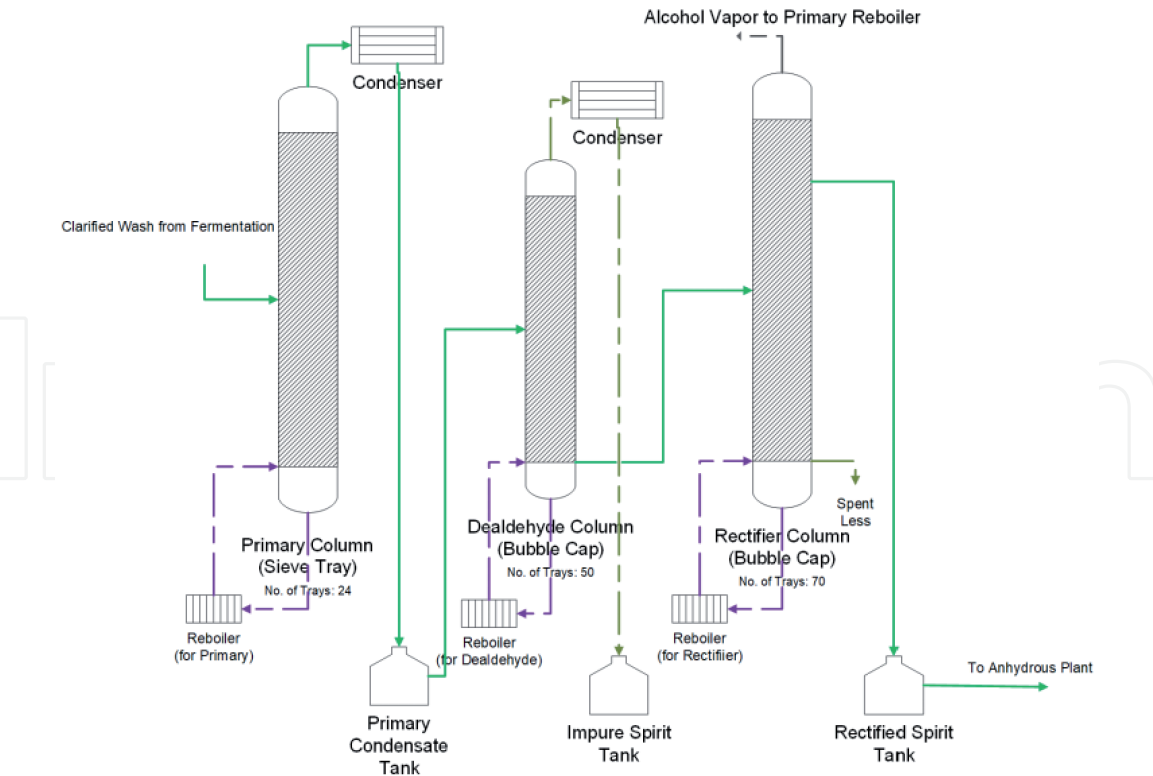 Alcohol Vapor to Primary Reboiler
Condenser
Condenser
Clarified Wash from Fermentation
Spent
Less
Primary Column
(Sieve Tray)
No. of Trays: 24
Dealdehyde Column
(Bubble Cap)
No. of Trays: 50
Rectifier Column
(Bubble Cap)
No. of Trays: 70
Reboiler
(for Primary)
Reboiler
(for Dealdehyde)
Reboiler
(for Rectifiier)
To Anhydrous Plant
Primary
Condensate
Tank
Impure Spirit
Tank
Rectified Spirit
Tank